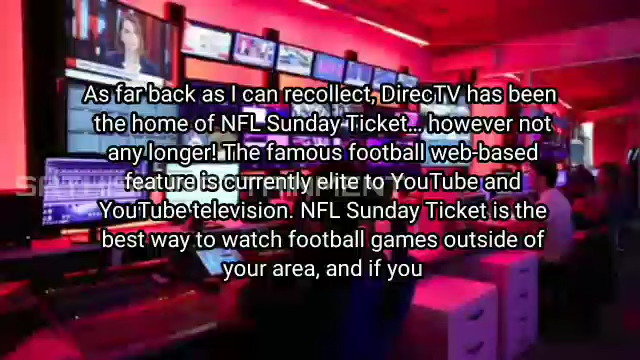 As far back as I can recollect, DirecTV has been
the home of NFL Sunday Ticket... however not
any longer! The famous football web-based
feature is currently elite to YouTube and
YouTube television. NFL Sunday Ticket is the
best way to watch football games outside of
your area, and if you